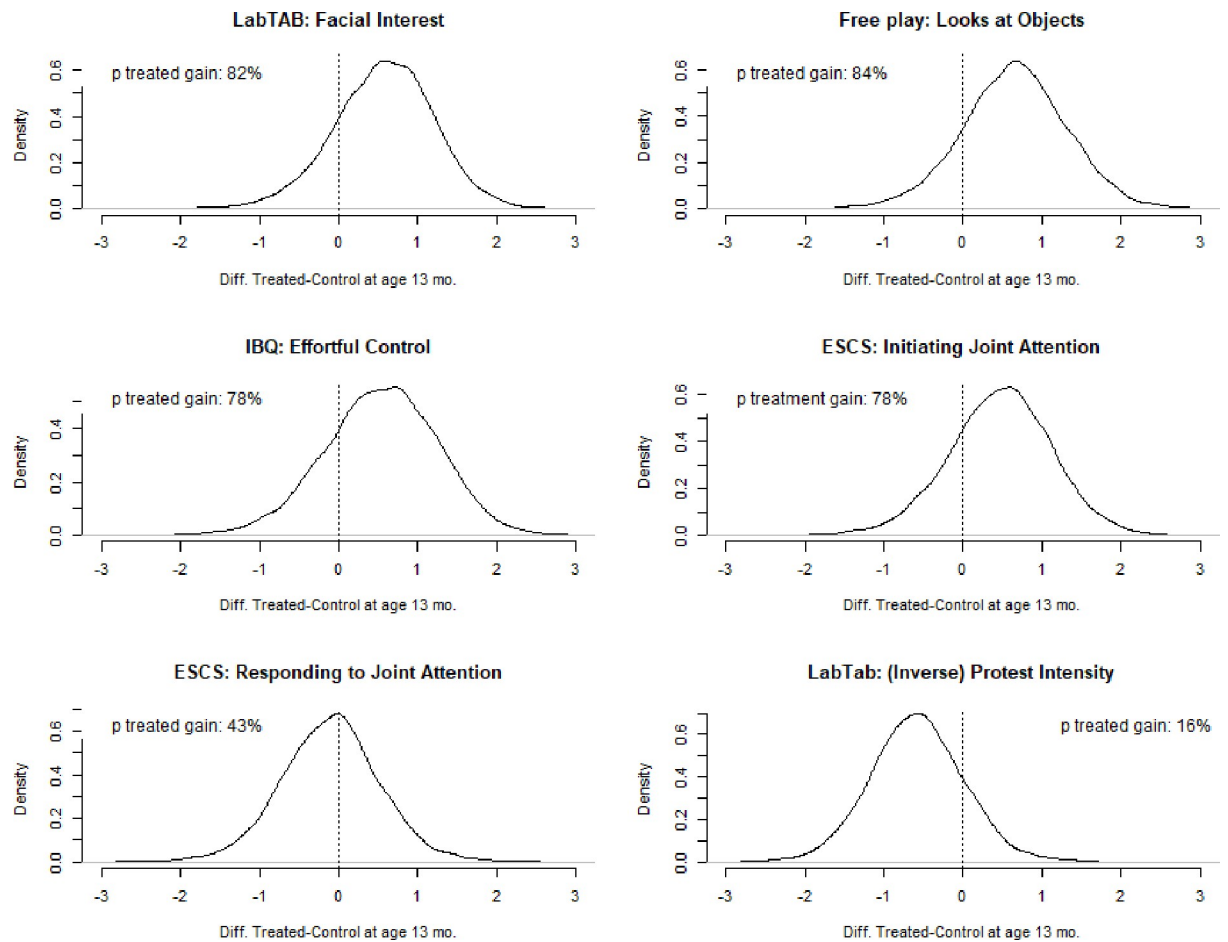 LabTAB: Facial Interest
p treated gain: 82%
Density
0.0 0.2 0.4 0.6
-3 -2 -1 0 1 2 3
Diff. Treated-Control at age 13 mo.
Free play: Looks at Objects
p treated gain: 84%
Density
0.0 0.2 0.4 0.6
-3 -2 -1 0 1 2 3
Diff. Treated-Control at age 13 mo.
IBQ: Effortful Control
p treated gain: 78%
Density
0.0 0.2 0.4
-3 -2 -1 0 1 2 3
Diff. Treated-Control at age 13 mo.
ESCS: Initiating Joint Attention
p treatment gain: 78%
Density
0.0 0.2 0.4 0.6
-3 -2 -1 0 1 2 3
Diff. Treated-Control at age 13 mo.
ESCS: Responding to Joint Attention
p treated gain: 43%
Density
0.0 0.2 0.4 0.6
-3 -2 -1 0 1 2 3
Diff. Treated-Control at age 13 mo.
LabTab: (Inverse) Protest Intensity
p treated gain: 16%
Density
0.0 0.2 0.4 0.6
-3 -2 -1 0 1 2 3
Diff. Treated-Control at age 13 mo.